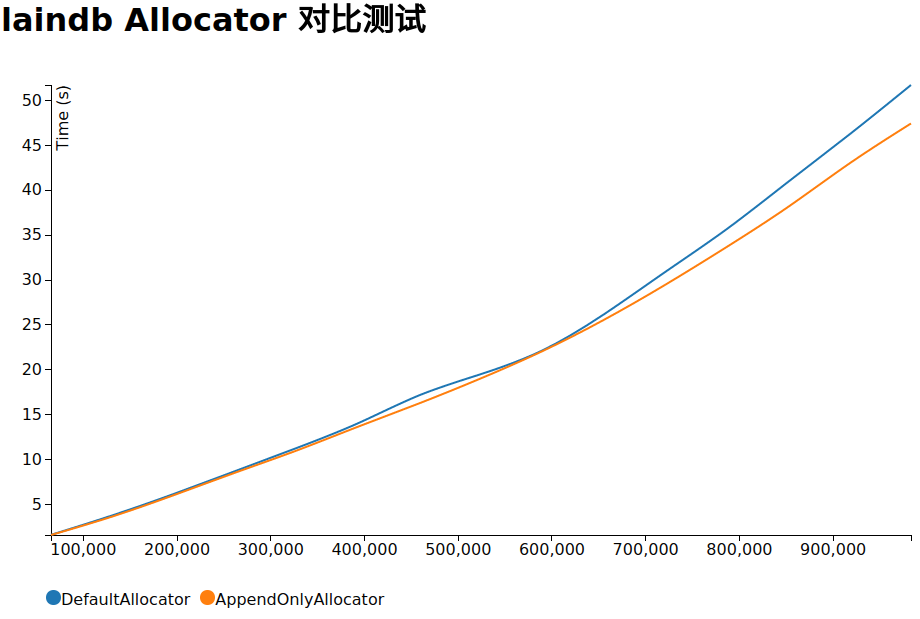 laindb Allocator 对比测试
Time (s)
50
45
40
35
30
25
20
15
10
5
100,000 200,000 300,000 400,000 500,000 600,000 700,000 800,000 900,000
DefaultAllocator AppendOnlyAllocator